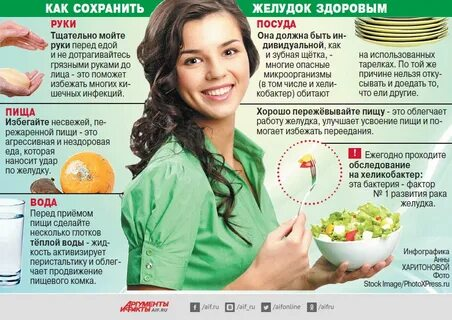 КАК СОХРАНИТЬ ЖЕЛУДОК ЗДОРОВЫМ
РУКИ
Тщательно мойте
руки перед едой
и не дотрагивайтесь
грязными руками до
лица - это поможет
избежать многих ки-
шечных инфекций.
ПОСУДА
Она должна быть ин-
дивидуальной, как
и зубная щётка, -
многие опасные
микроорганизмы
(в том числе и хели-
кобактер) обитают
на использованных
тарелках. По той же
причине нельзя отку-
сывать и доедать то,
что ели другие.
ПИЩА
Избегайте несвежей, пе-
режаренной пищи - это
агрессивная и нездоровая
еда, которая
наносит удар
по желудку.
Хорошо пережёвывайте пищу - это облегчает
работу желудка, улучшает усвоение пищи и по-
могает избежать переедания.
! Ежегодно проходите
обследование
на хеликобактер:
эта бактерия - фактор
№ 1 развития рака
желудка.
ВОДА
Перед приёмом
пищи сделайте
несколько глотков
тёплой воды - жид-
кость активизирует
перистальтику и облег-
чает продвижение
пищевого комка.
Инфографика
Анны
ХАРИТОНОВОЙ
Фото
Stock Image/PhotoXPress.ru
АРГУМЕНТЫ
И ФАКТЫ AIF.RU
f /aif.ru
/aif_ru
/aifonline
/aifru